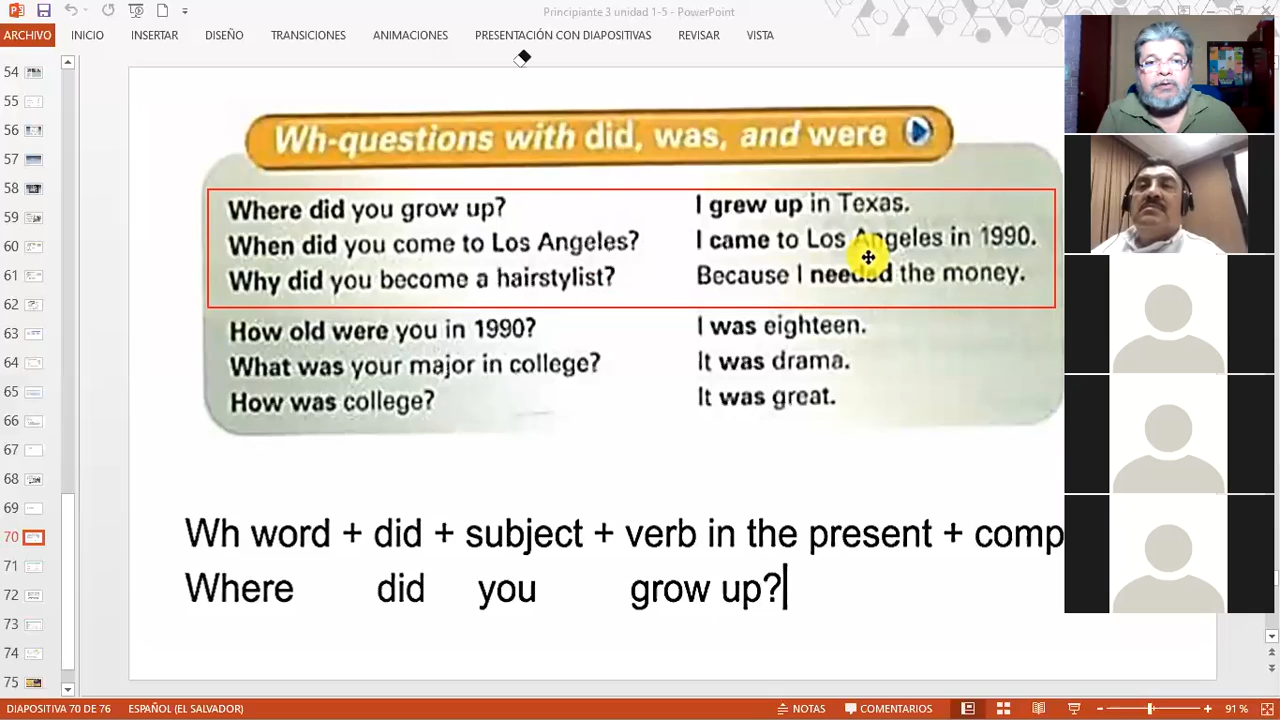 Principiante 3 unidad 1-5 - PowerPoint
ARCHIVO INICIO INSERTAR DISEÑO TRANSICIONES ANIMACIONES PRESENTACIÓN CON DIAPOSITIVAS REVISAR VISTA
54
55
56
57
58
59
60
61
62
63
64
65
66
67
68
69
70
71
72
73
74
75
Wh-questions with did, was, and were
Where did you grow up? I grew up in Texas.
When did you come to Los Angeles? I came to Los Angeles in 1990.
Why did you become a hairstylist? Because I needed the money.
How old were you in 1990? I was eighteen.
What was your major in college? It was drama.
How was college? It was great.
Wh word + did + subject + verb in the present + comp
Where did you grow up?
DIAPOSITIVA 70 DE 76 ESPAÑOL (EL SALVADOR) NOTAS COMENTARIOS 91 %